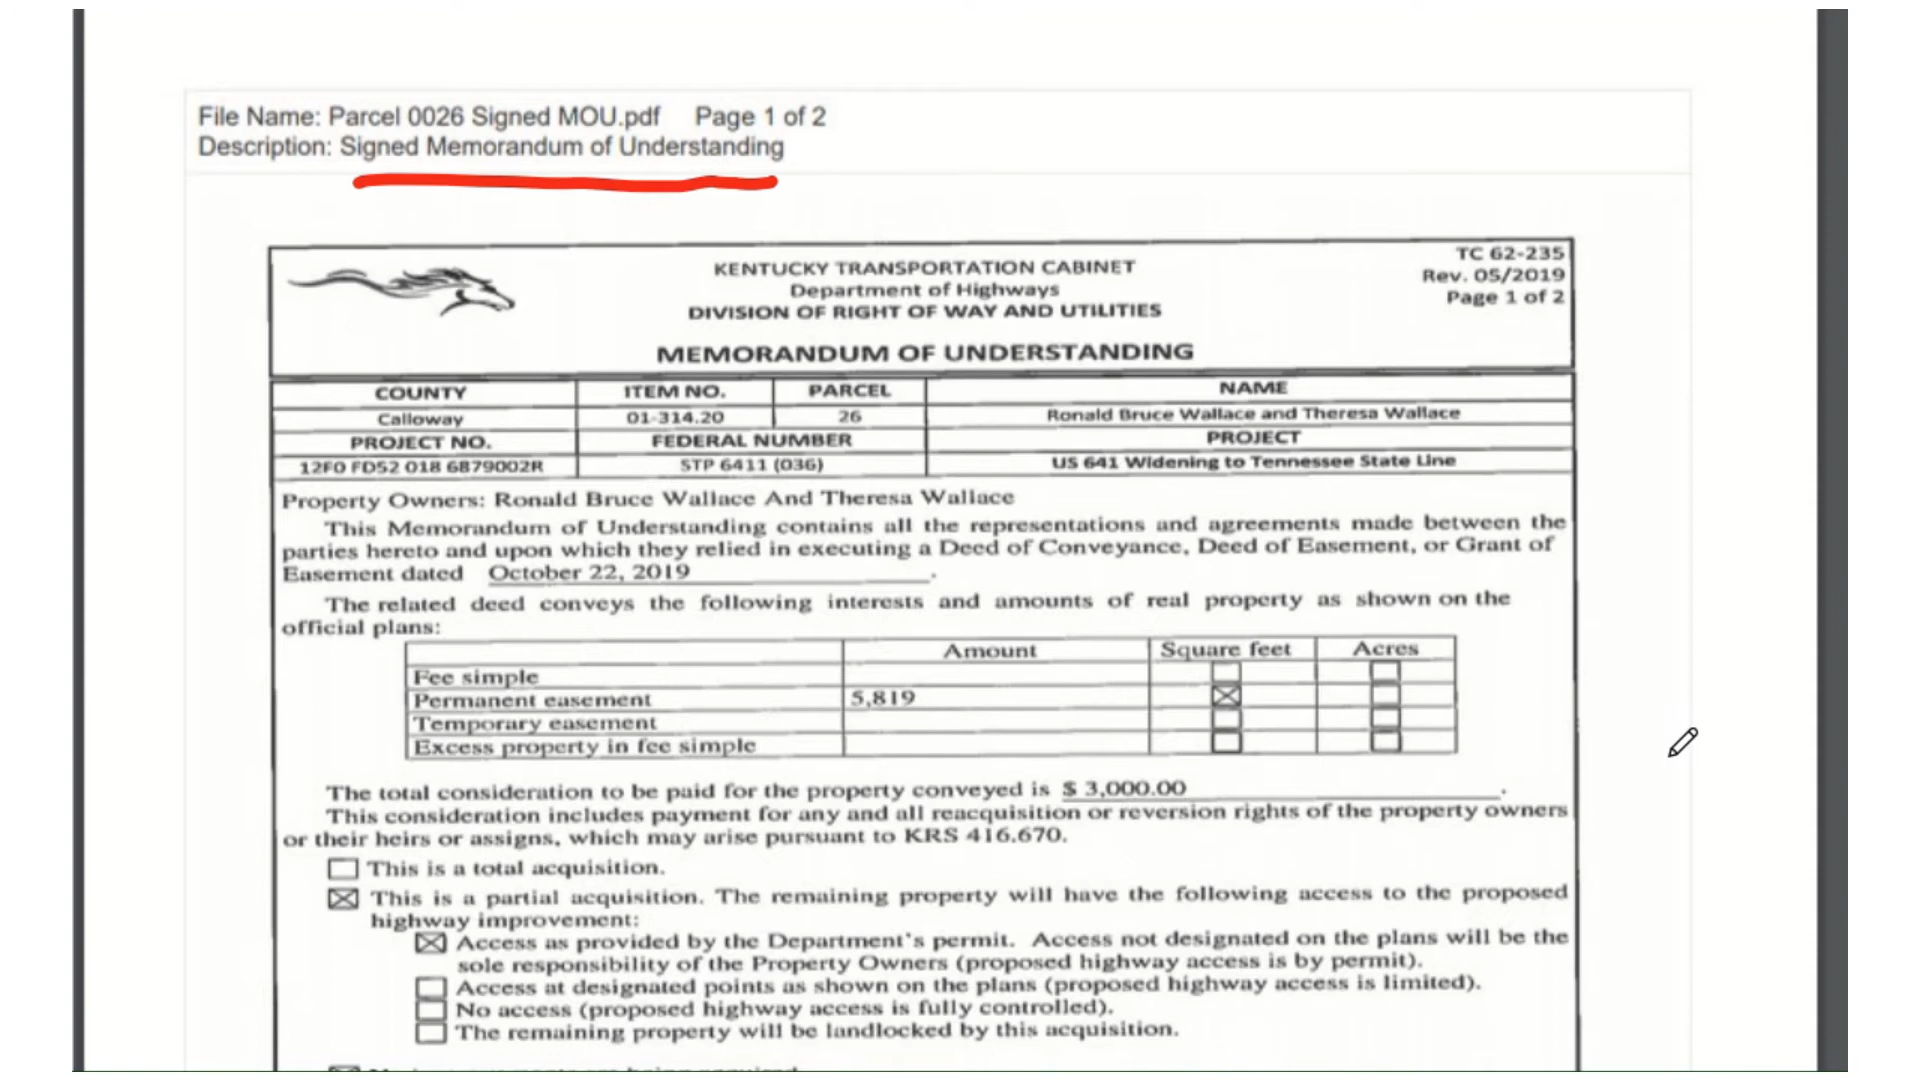 File Name: Parcel 0026 Signed MOU.pdf Page 1 of 2
Description: Signed Memorandum of Understanding
TC 62-235
KENTUCKY TRANSPORTATION CABINET
Rev. 05/2019
Department of Highways
Page 1 of 2
DIVISION OF RIGHT OF WAY AND UTILITIES
MEMORANDUM OF UNDERSTANDING
COUNTY ITEM NO. PARCEL NAME
Calloway 01-314.20 26 Ronald Bruce Wallace and Theresa Wallace
PROJECT NO. FEDERAL NUMBER PROJECT
12F0 FD52 018 6879002R STP 6411 (036) US 641 Widening to Tennessee State Line
Property Owners: Ronald Bruce Wallace And Theresa Wallace
This Memorandum of Understanding contains all the representations and agreements made between the
parties hereto and upon which they relied in executing a Deed of Conveyance, Deed of Easement, or Grant of
Easement dated October 22, 2019.
The related deed conveys the following interests and amounts of real property as shown on the
official plans:
Amount Square feet Acres
Fee simple
Permanent easement 5,819
Temporary easement
Excess property in fee simple
The total consideration to be paid for the property conveyed is $ 3,000.00.
This consideration includes payment for any and all reacquisition or reversion rights of the property owners
or their heirs or assigns, which may arise pursuant to KRS 416.670.
This is a total acquisition.
This is a partial acquisition. The remaining property will have the following access to the proposed
highway improvement:
Access as provided by the Department's permit. Access not designated on the plans will be the
sole responsibility of the Property Owners (proposed highway access is by permit).
Access at designated points as shown on the plans (proposed highway access is limited).
No access (proposed highway access is fully controlled).
The remaining property will be landlocked by this acquisition.